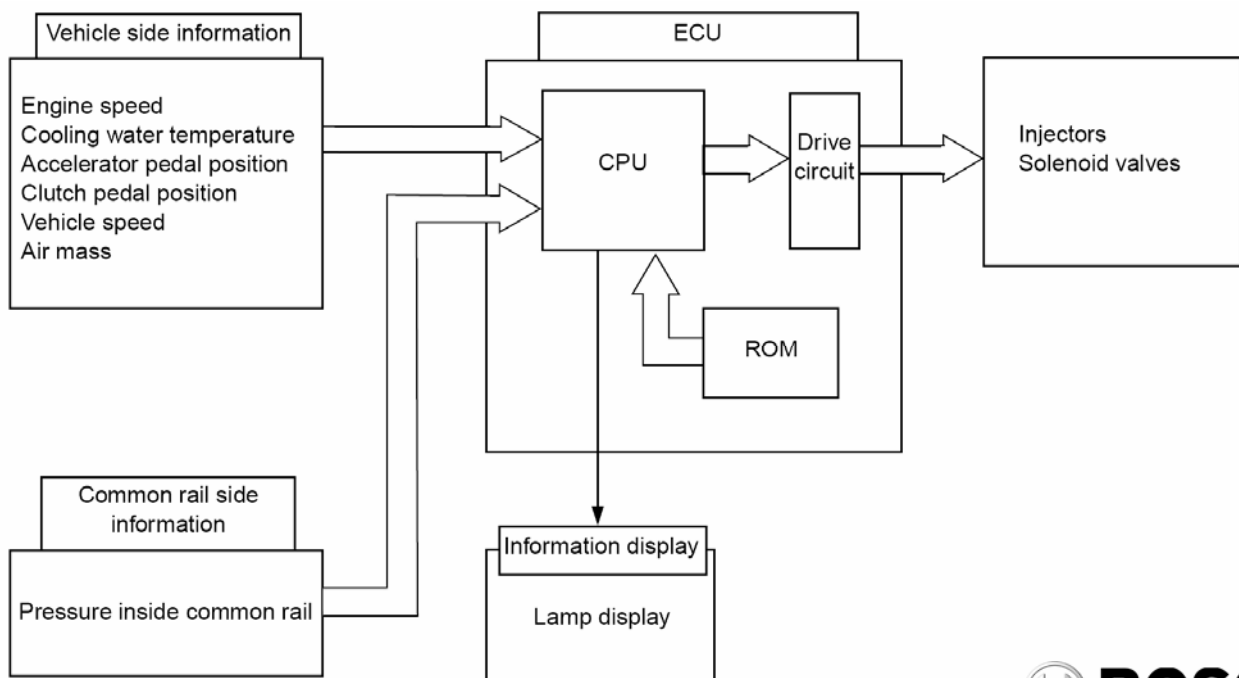 Vehicle side information
Engine speed
Cooling water temperature
Accelerator pedal position
Clutch pedal position
Vehicle speed
Air mass
ECU
CPU
Drive
circuit
ROM
Injectors
Solenoid valves
Common rail side
information
Pressure inside common rail
Information display
Lamp display